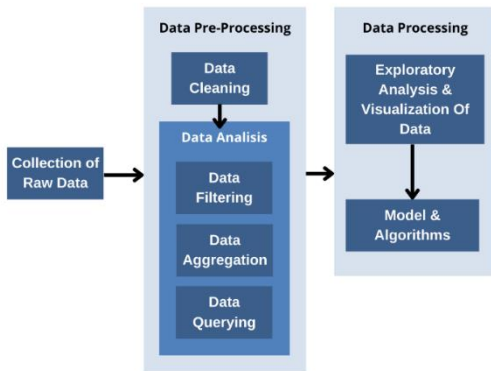 Data Pre-Processing
Data
Cleaning
Data Analisis
Data
Filtering
Data
Aggregation
Data
Querying
Collection of
Raw Data
Data Processing
Exploratory
Analysis &
Visualization Of
Data
Model &
Algorithms